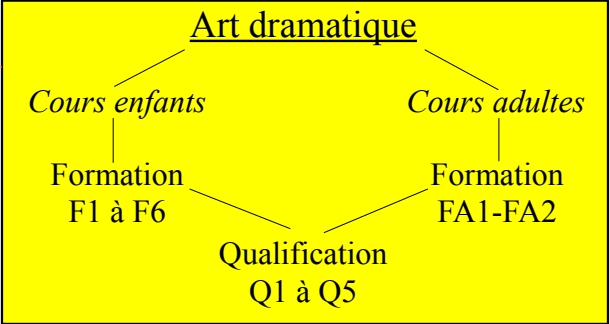 Art dramatique
Cours enfants
Cours adultes
Formation
F1 à F6
Formation
FA1-FA2
Qualification
Q1 à Q5